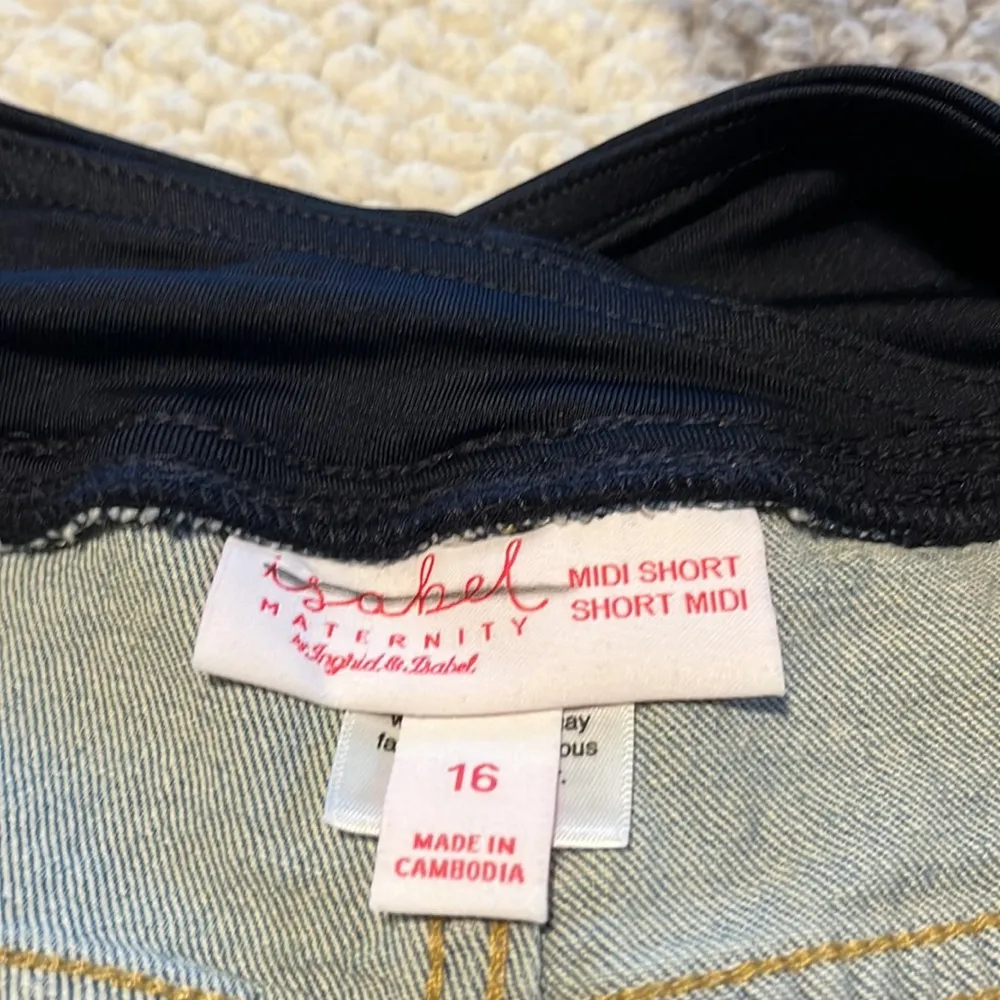 isabel
MATERNITY
by Ingrid & Isabel
MIDI SHORT
SHORT MIDI
16
MADE IN
CAMBODIA